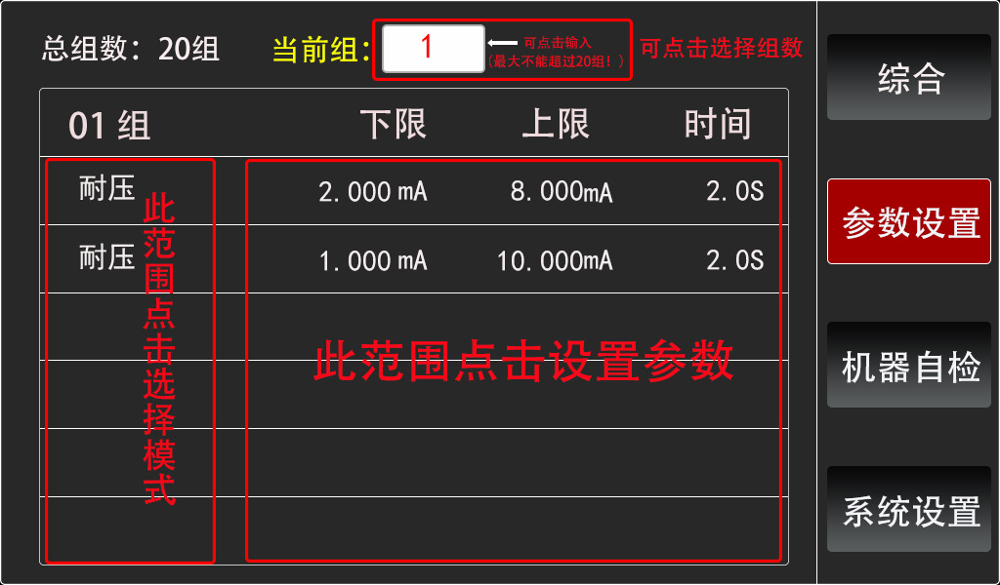 总组数：20组
当前组：
1
可点击输入
（最大不能超过20组！）
可点击选择组数
01 组 下限 上限 时间
耐压 2.000 mA 8.000mA 2.0S
耐压 1.000 mA 10.000mA 2.0S
此范围点击选择模式
此范围点击设置参数
综合
参数设置
机器自检
系统设置